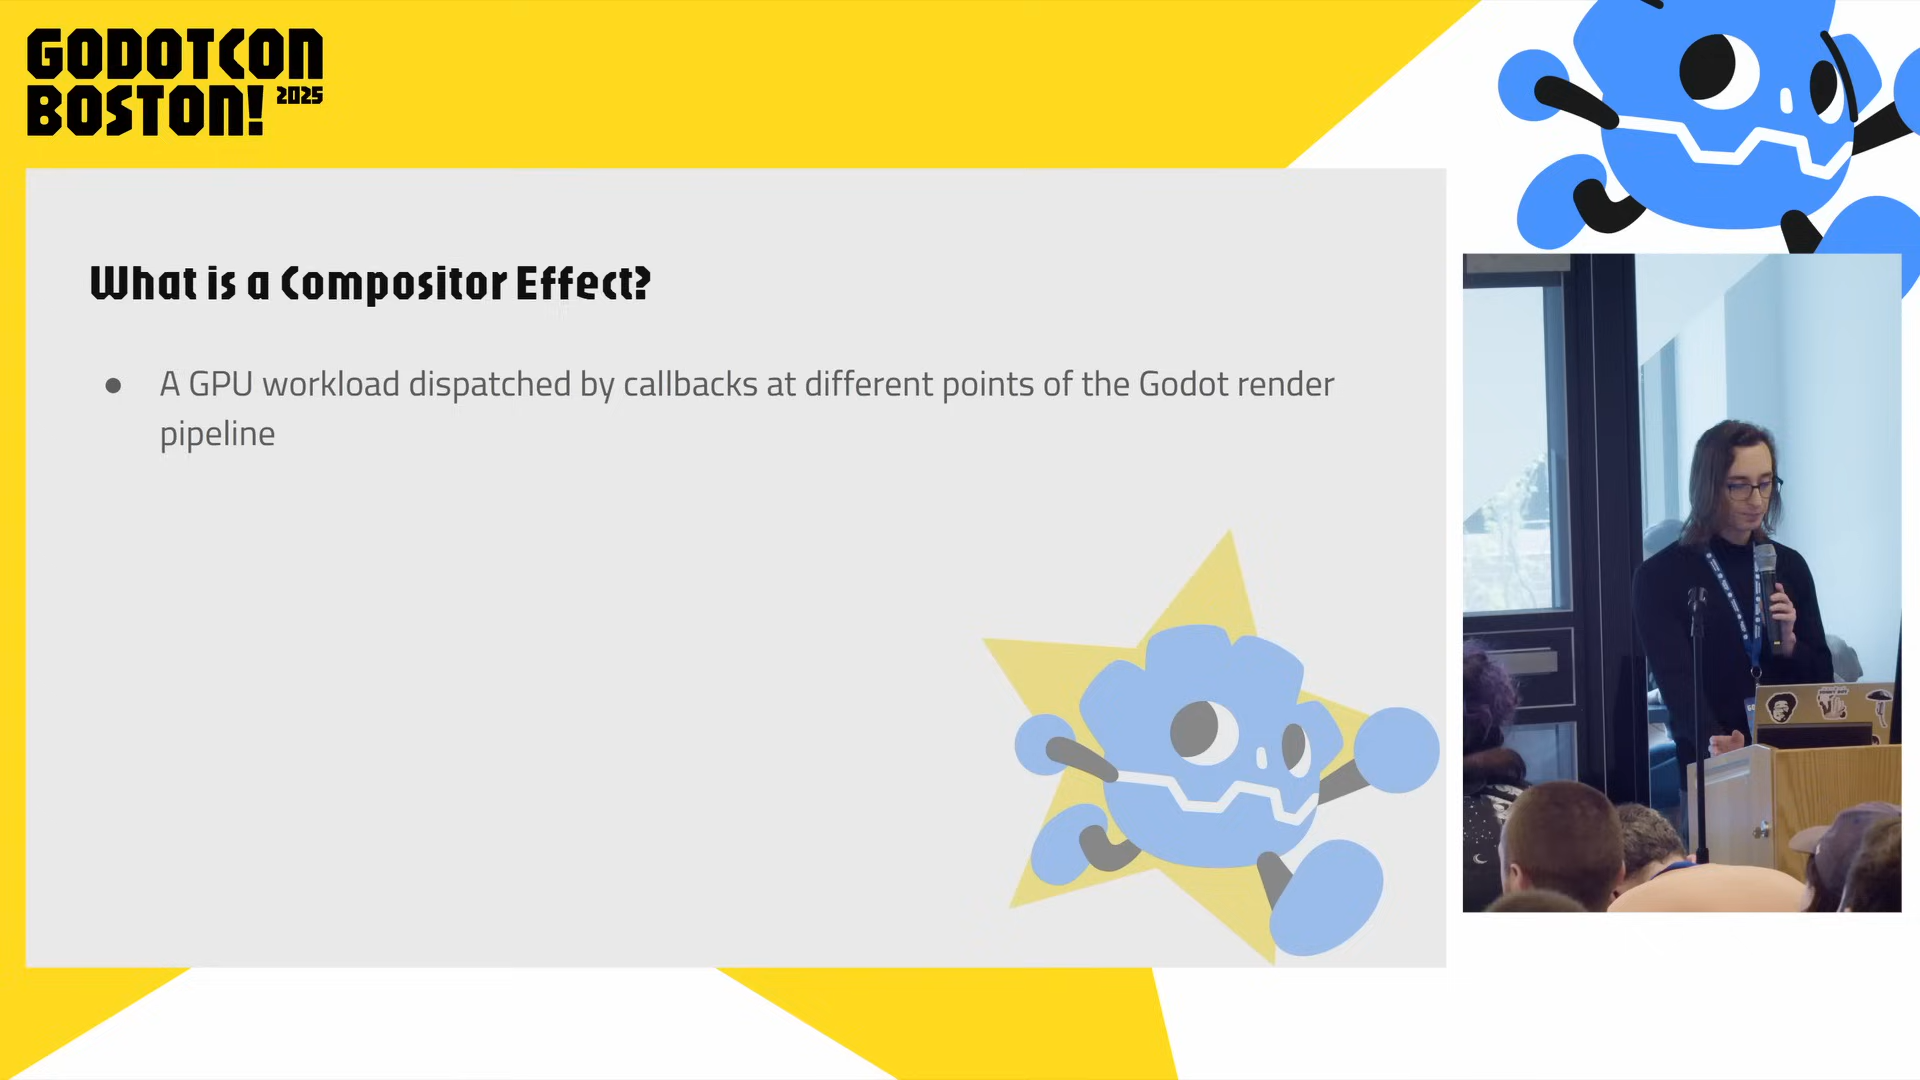 GODOTCON
BOSTON! 2025
What is a Compositor Effect?
● A GPU workload dispatched by callbacks at different points of the Godot render
pipeline